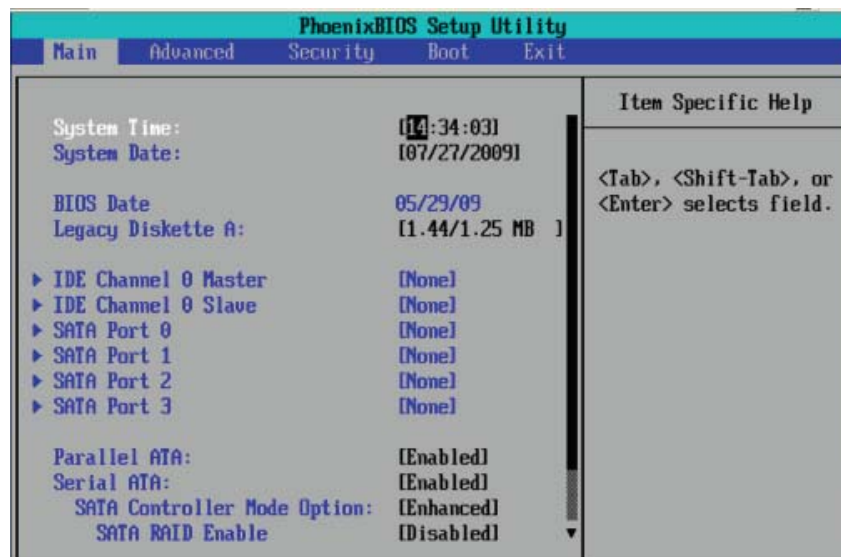 PhoenixBIOS Setup Utility
Main Advanced Security Boot Exit
Item Specific Help
System Time: [14:34:03]
System Date: [07/27/2009]
<Tab>, <Shift-Tab>, or
<Enter> selects field.
BIOS Date 05/29/09
Legacy Diskette A: [1.44/1.25 MB ]
IDE Channel 0 Master [None]
IDE Channel 0 Slave [None]
SATA Port 0 [None]
SATA Port 1 [None]
SATA Port 2 [None]
SATA Port 3 [None]
Parallel ATA: [Enabled]
Serial ATA: [Enabled]
SATA Controller Mode Option: [Enhanced]
SATA RAID Enable [Disabled]